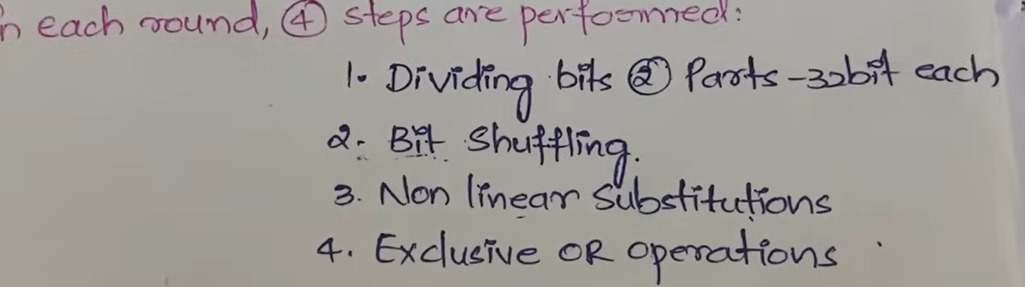 n each round, ④ steps are performed:
1. Dividing bits ② Parts - 32bit each
2. Bit Shuffling.
3. Non linear Substitutions
4. Exclusive OR operations